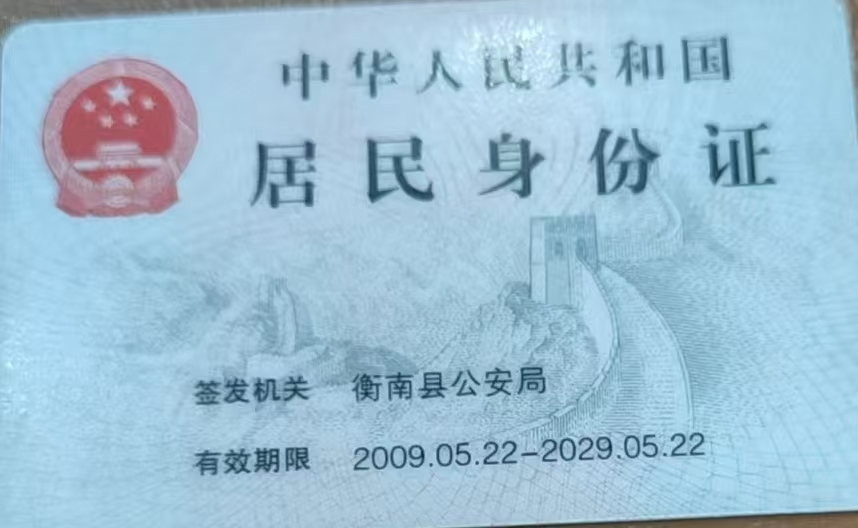 中华人民共和国
居民身份证
签发机关 衡南县公安局
有效期限 2009.05.22-2029.05.22